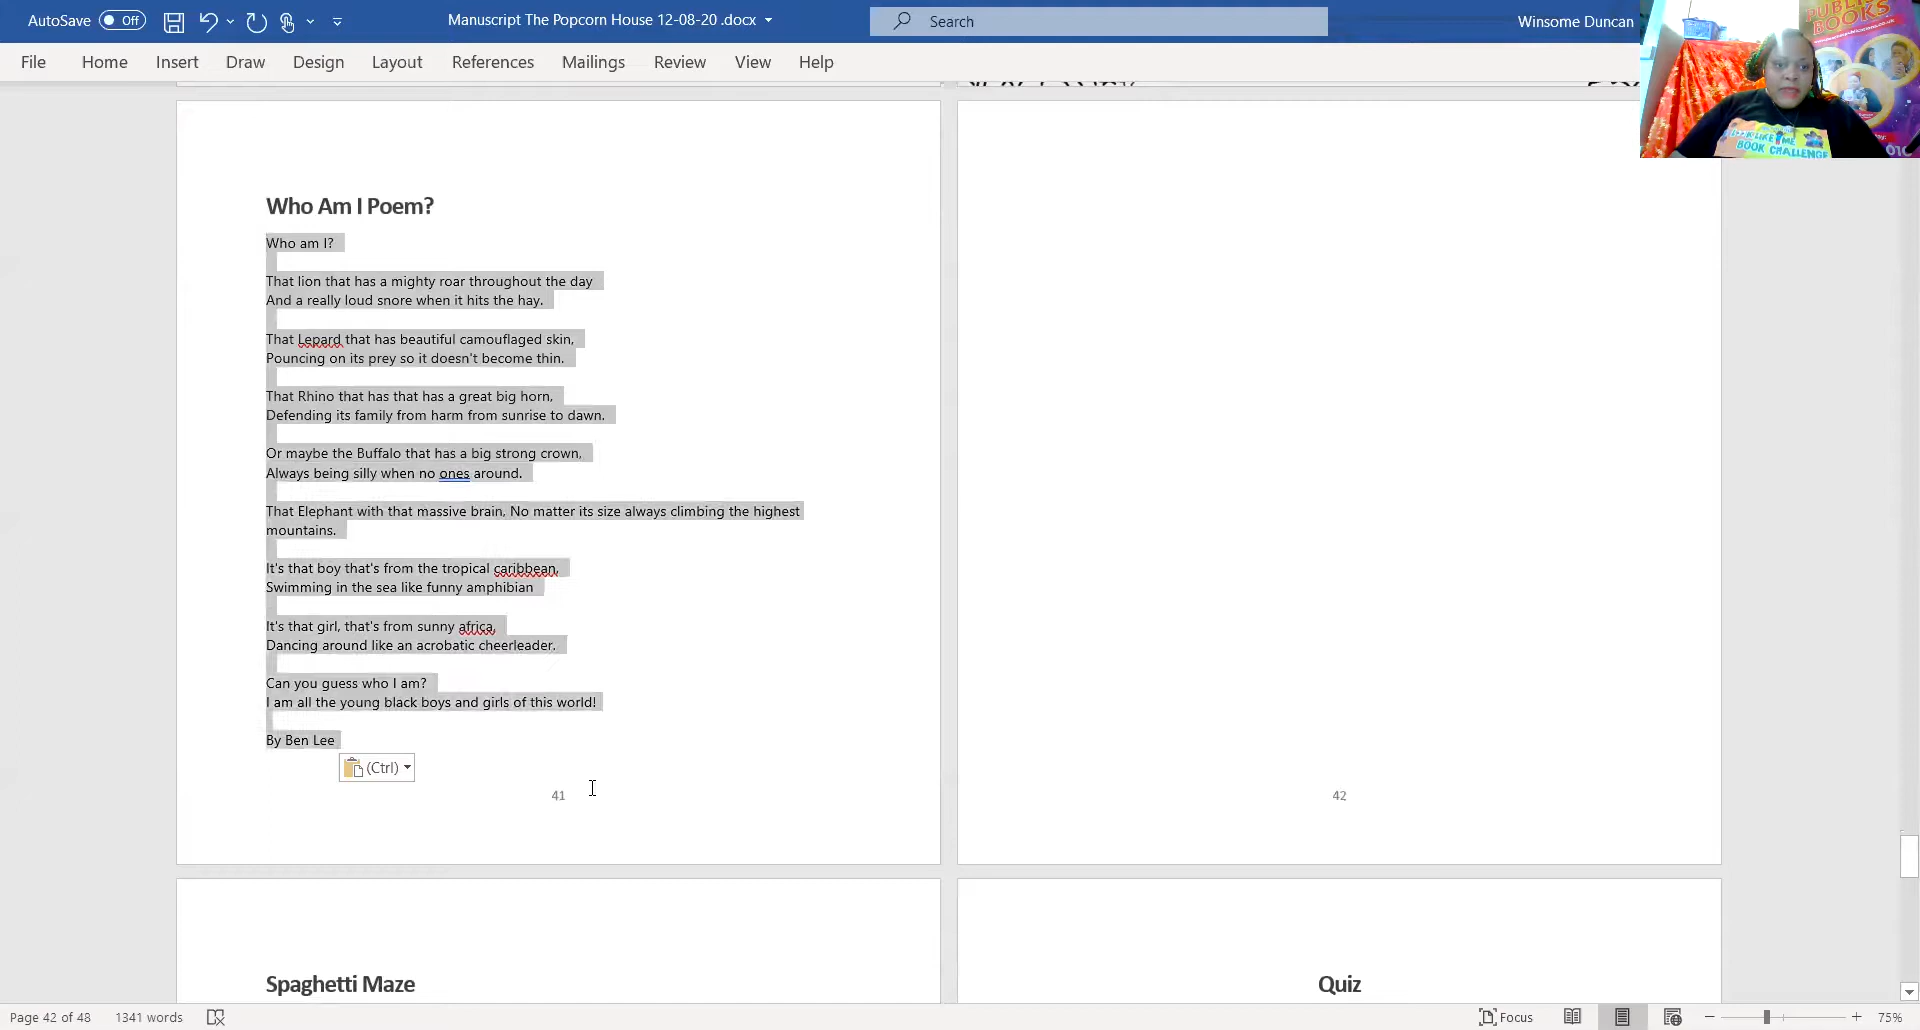 AutoSave Off
Manuscript The Popcorn House 12-08-20 .docx
Search
Winsome Duncan
File Home Insert Draw Design Layout References Mailings Review View Help
PUBLIC
BOOKS
LOOK LIKE ME
BOOK CHALLENGE
Who Am I Poem?
Who am I?
That lion that has a mighty roar throughout the day
And a really loud snore when it hits the hay.
That Lepard that has beautiful camouflaged skin,
Pouncing on its prey so it doesn't become thin.
That Rhino that has that has a great big horn,
Defending its family from harm from sunrise to dawn.
Or maybe the Buffalo that has a big strong crown,
Always being silly when no ones around.
That Elephant with that massive brain, No matter its size always climbing the highest
mountains.
It's that boy that's from the tropical caribbean,
Swimming in the sea like funny amphibian
It's that girl, that's from sunny africa,
Dancing around like an acrobatic cheerleader.
Can you guess who I am?
I am all the young black boys and girls of this world!
By Ben Lee
(Ctrl)
41
42
Spaghetti Maze
Quiz
Page 42 of 48 1341 words
Focus
75%